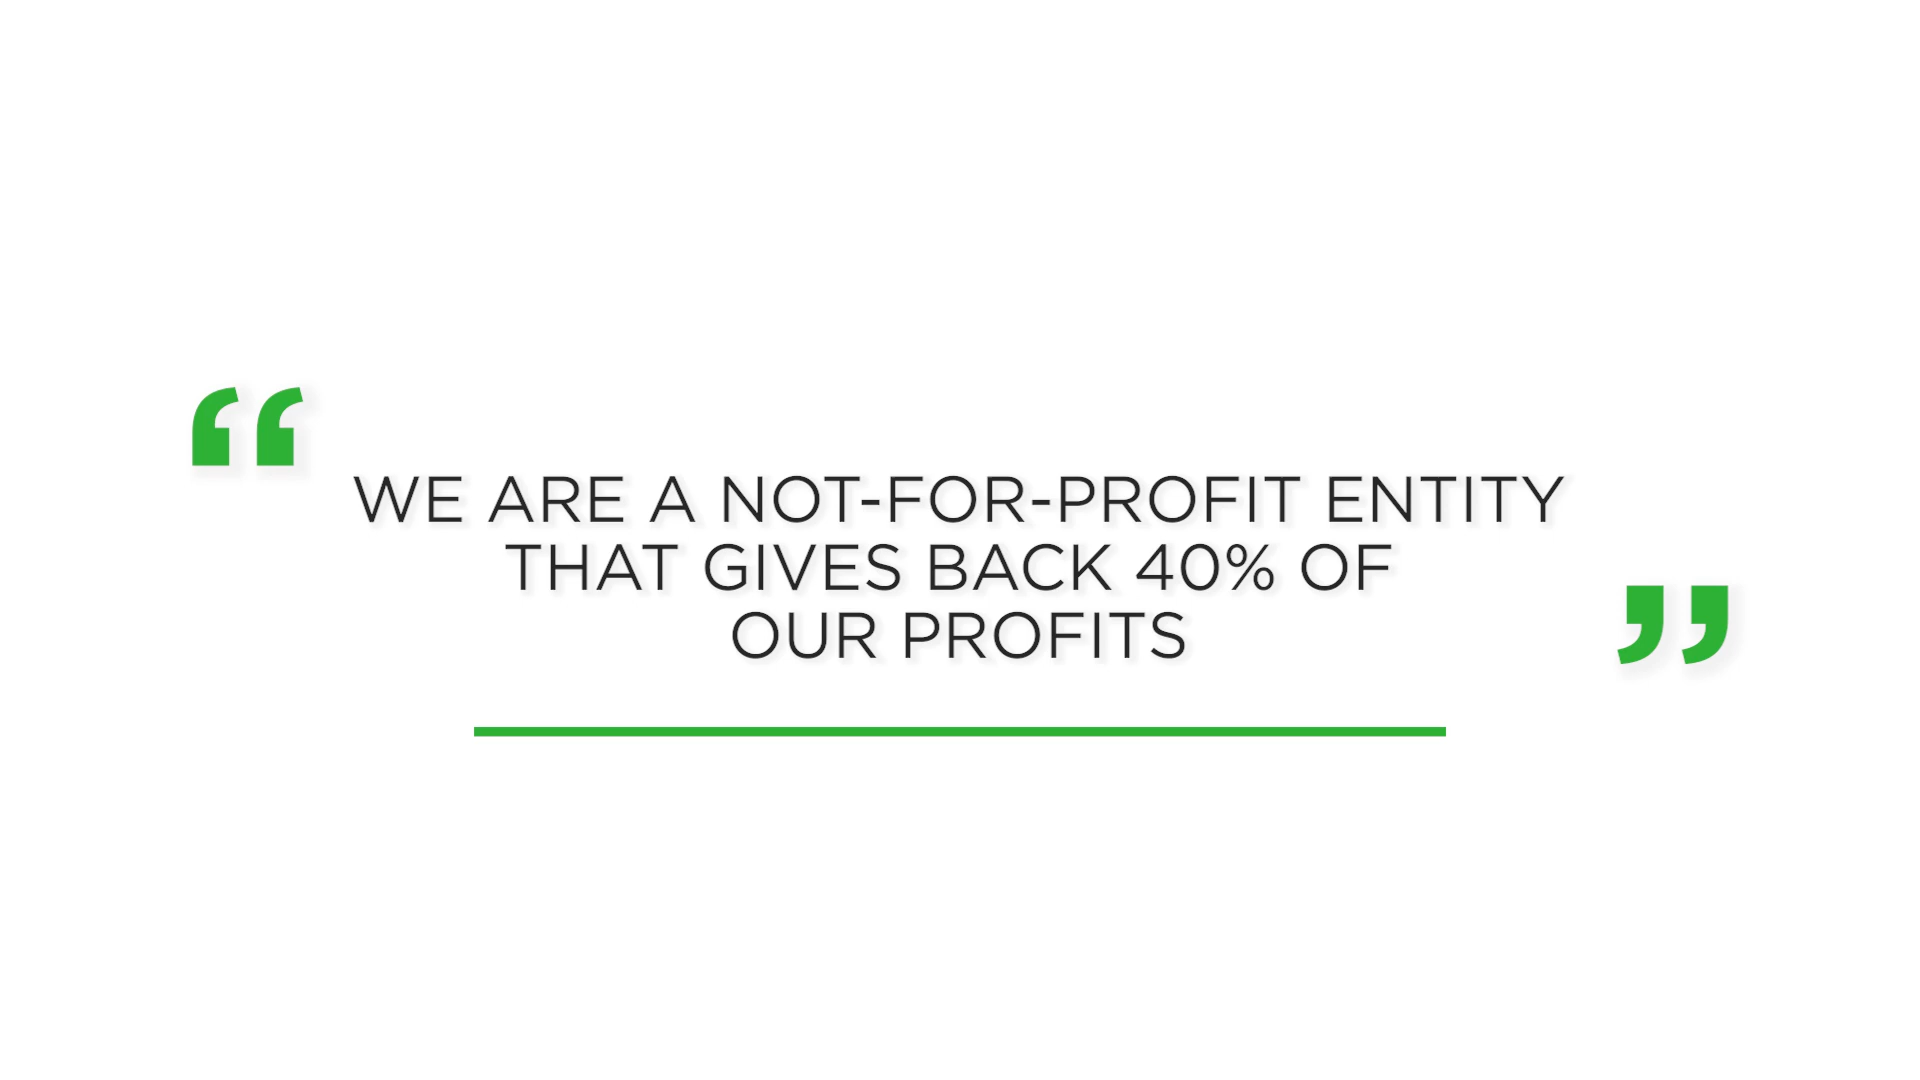 “
WE ARE A NOT-FOR-PROFIT ENTITY
THAT GIVES BACK 40% OF
OUR PROFITS
”